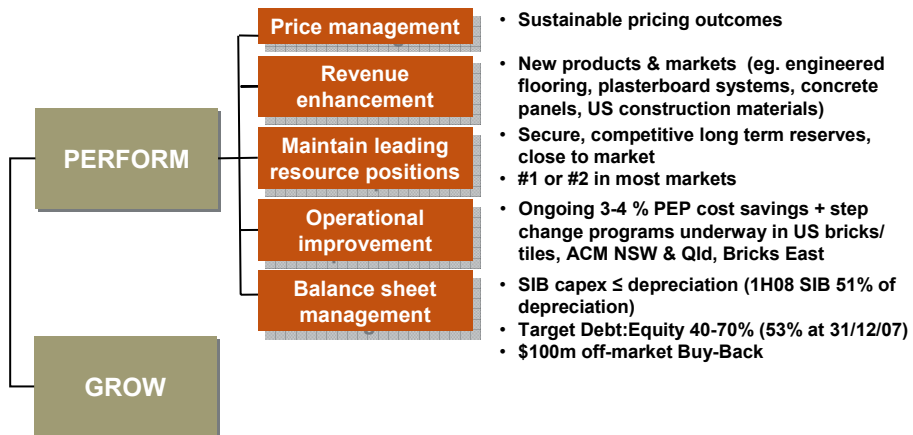 PERFORM
GROW
Price management
• Sustainable pricing outcomes
Revenue
enhancement
• New products & markets (eg. engineered
flooring, plasterboard systems, concrete
panels, US construction materials)
Maintain leading
resource positions
• Secure, competitive long term reserves,
close to market
• #1 or #2 in most markets
Operational
improvement
• Ongoing 3-4 % PEP cost savings + step
change programs underway in US bricks/
tiles, ACM NSW & Qld, Bricks East
Balance sheet
management
• SIB capex ≤ depreciation (1H08 SIB 51% of
depreciation)
• Target Debt:Equity 40-70% (53% at 31/12/07)
• $100m off-market Buy-Back